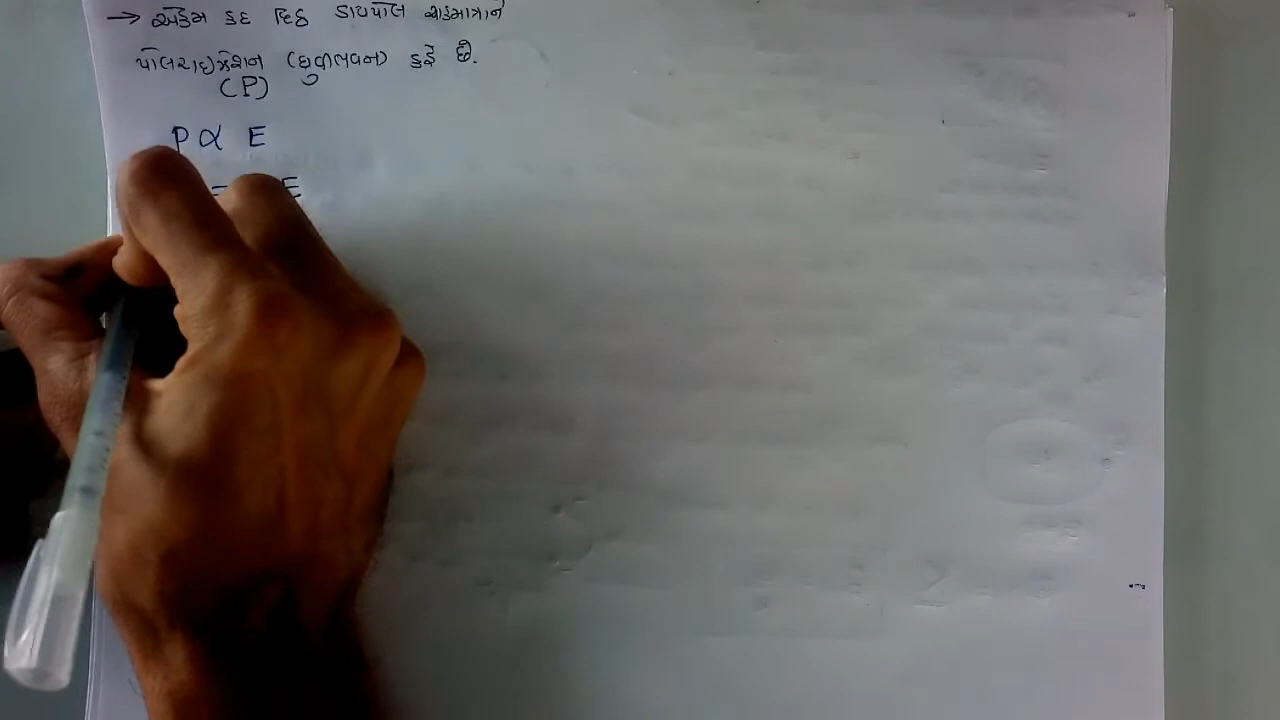 → એકમ કદ દિઠ ડાયપોલ ચાકમાત્રાને
પોલરાઇઝેશન (ધ્રુવીભવન) કહે છે.
(P)
P α E
= E